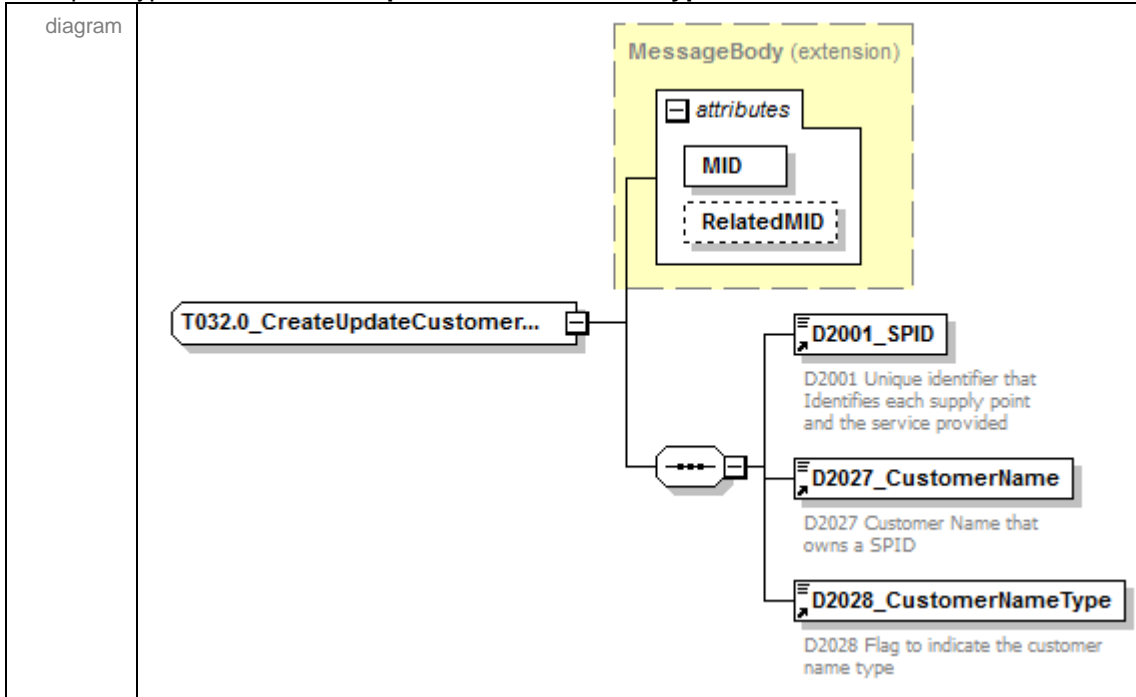 diagram
MessageBody (extension)
attributes
MID
RelatedMID
T032.0_CreateUpdateCustomer...
D2001_SPID
D2001 Unique identifier that
Identifies each supply point
and the service provided
D2027_CustomerName
D2027 Customer Name that
owns a SPID
D2028_CustomerNameType
D2028 Flag to indicate the customer
name type